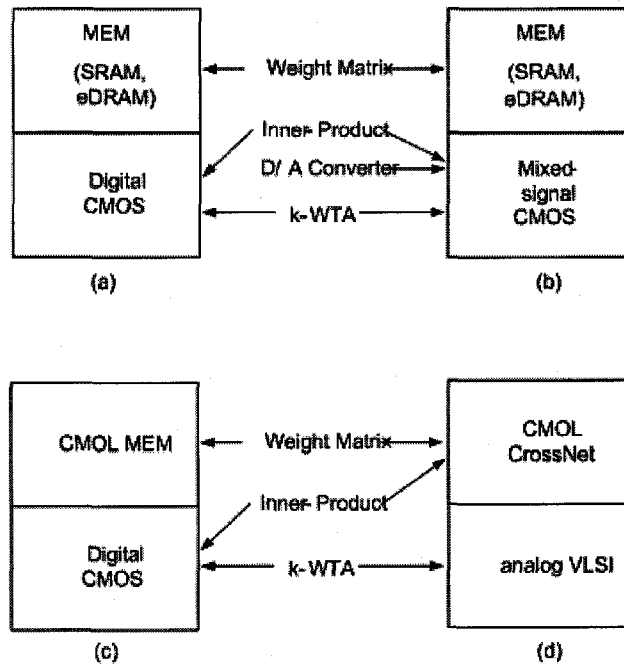 MEM
(SRAM,
eDRAM)
Digital
CMOS
(a)
Weight Matrix
Inner-Product
D/A Converter
k-WTA
MEM
(SRAM,
eDRAM)
Mixed-
signal
CMOS
(b)
CMOL MEM
Digital
CMOS
(c)
Weight Matrix
Inner-Product
k-WTA
CMOL
CrossNet
analog VLSI
(d)